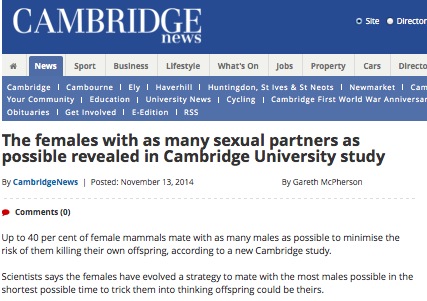 CAMBRIDGE
news
Site Director
News Sport Business Lifestyle What's On Jobs Property Cars Directo
Cambridge | Cambourne | Ely | Haverhill | Huntingdon, St Ives & St Neots | Newmarket | Cam
Your Community | Education | University News | Cycling | Cambridge First World War Anniversar
Obituaries | Get Involved | E-Edition | RSS
The females with as many sexual partners as
possible revealed in Cambridge University study
By CambridgeNews | Posted: November 13, 2014 By Gareth McPherson
Comments (0)
Up to 40 per cent of female mammals mate with as many males as possible to minimise the
risk of them killing their own offspring, according to a new Cambridge study.
Scientists says the females have evolved a strategy to mate with the most males possible in the
shortest possible time to trick them into thinking offspring could be theirs.